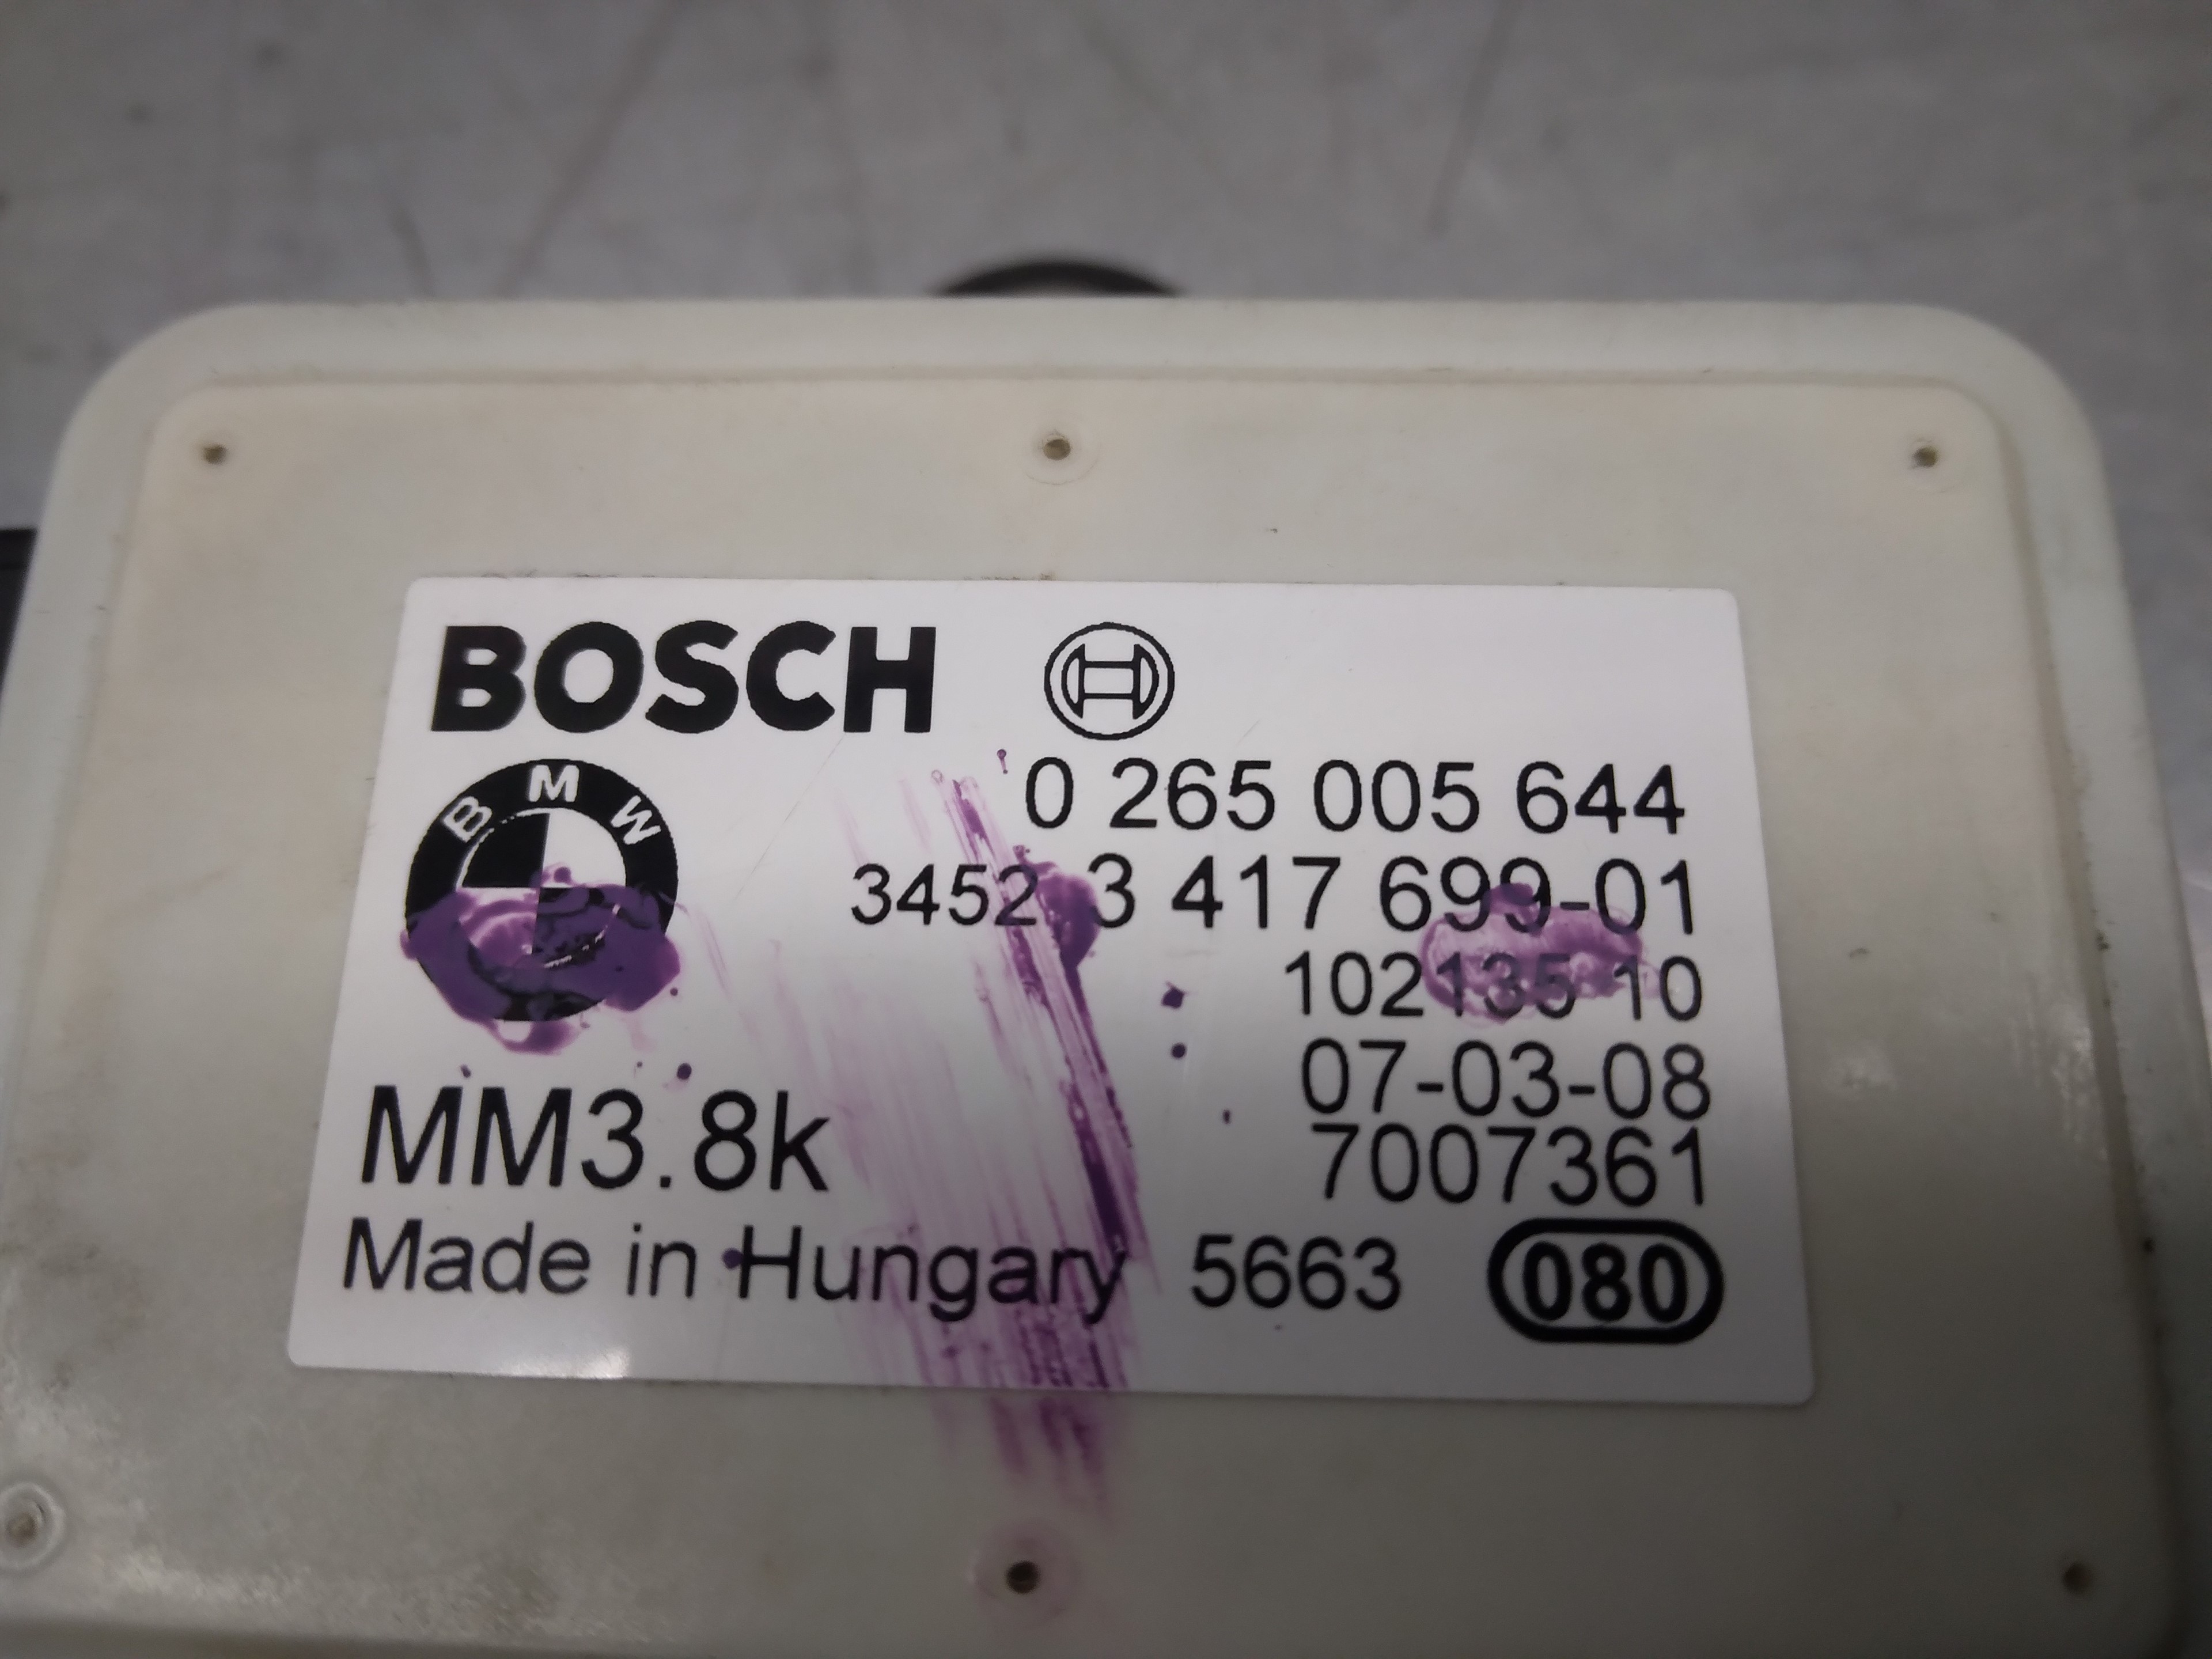 BOSCH
BMW
0 265 005 644
3452 3 417 699-01
102135 10
07-03-08
MM3.8k
7007361
Made in Hungary 5663 080